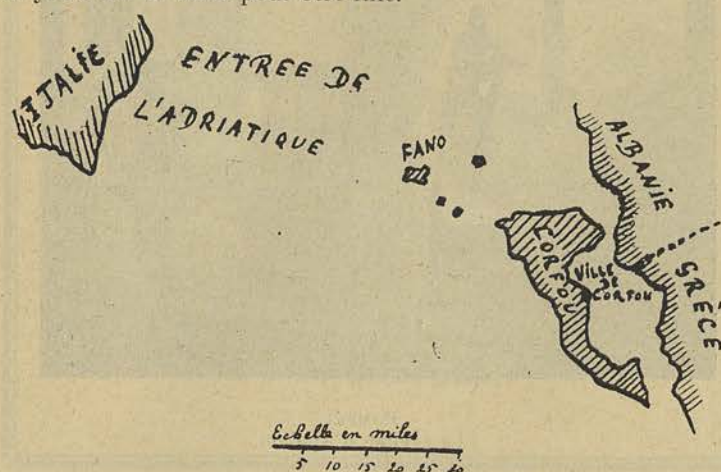 ITALIE
ENTREE DE
L'ADRIATIQUE
FANO
ALBANIE
CORFOU
VILLE
DE
CORFOU
GRÈCE
Echelle en miles
5 10 15 20 25 30